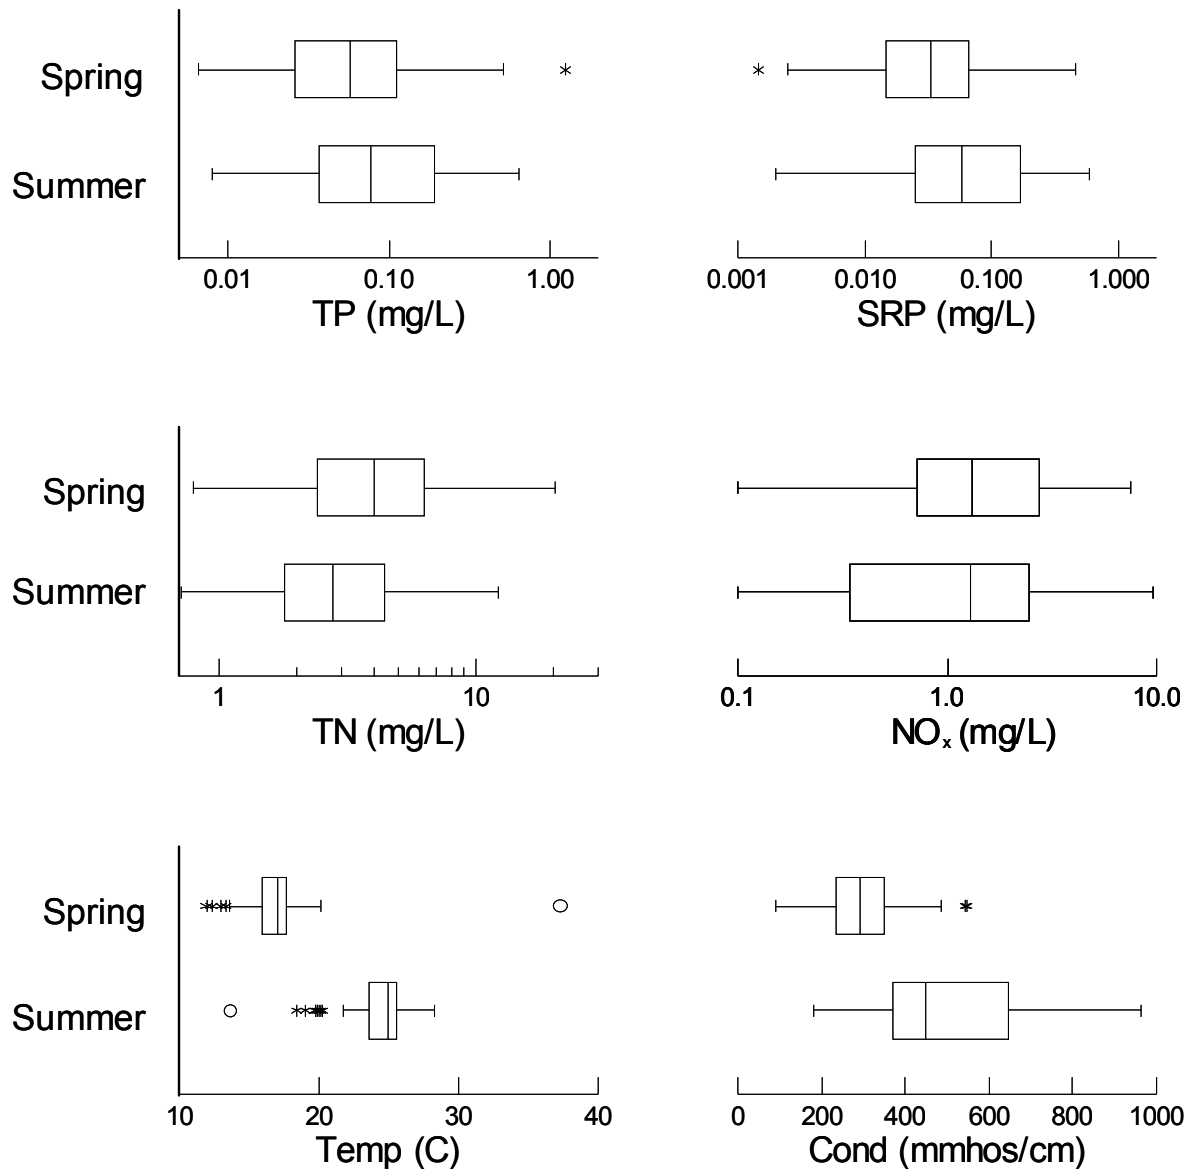 Spring
Summer
0.01 0.10 1.00
TP (mg/L)
0.001 0.010 0.100 1.000
SRP (mg/L)
Spring
Summer
1 10
TN (mg/L)
0.1 1.0 10.0
NOₓ (mg/L)
Spring
Summer
10 20 30 40
Temp (C)
0 200 400 600 800 1000
Cond (mmhos/cm)